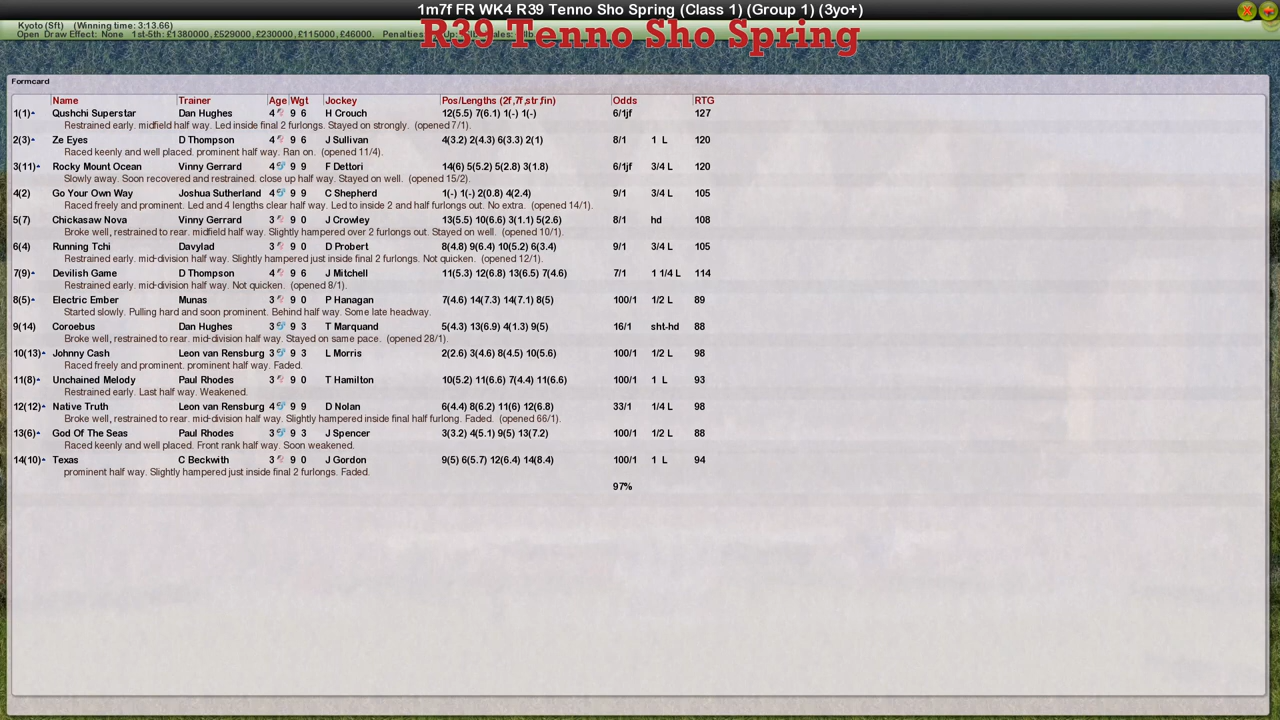 1m7f FR WK4 R39 Tenno Sho Spring (Class 1) (Group 1) (3yo+)
Kyoto (Sft) (Winning time: 3:13.66)
R39 Tenno Sho Spring
Open Draw Effect: None 1st-5th: £1380000, £529000, £230000, £115000, £46000. Penalties
Formcard
Name Trainer Age Wgt Jockey Pos/Lengths (2f,7f,str,fin) Odds RTG
1(1) Qushchi Superstar Dan Hughes 4 9 6 H Crouch 12(5.5) 7(6.1) 1(-) 1(-) 6/1jf 127
Restrained early. midfield half way. Led inside final 2 furlongs. Stayed on strongly. (opened 7/1).
2(3) Ze Eyes D Thompson 4 9 6 J Sullivan 4(3.2) 2(4.3) 6(3.3) 2(1) 8/1 1 L 120
Raced keenly and well placed. prominent half way. Ran on. (opened 11/4).
3(11) Rocky Mount Ocean Vinny Gerrard 4 9 9 F Dettori 14(6) 5(5.2) 5(2.8) 3(1.8) 6/1jf 3/4 L 120
Slowly away. Soon recovered and restrained. close up half way. Stayed on well. (opened 15/2).
4(2) Go Your Own Way Joshua Sutherland 4 9 9 C Shepherd 1(-) 1(-) 2(0.8) 4(2.4) 9/1 3/4 L 105
Raced freely and prominent. Led and 4 lengths clear half way. Led to inside 2 and half furlongs out. No extra. (opened 14/1).
5(7) Chickasaw Nova Vinny Gerrard 3 9 0 J Crowley 13(5.5) 10(6.6) 3(1.1) 5(2.6) 8/1 hd 108
Broke well, restrained to rear. midfield half way. Slightly hampered over 2 furlongs out. Stayed on well. (opened 10/1).
6(4) Running Tchi Davylad 3 9 0 D Probert 8(4.8) 9(6.4) 10(5.2) 6(3.4) 9/1 3/4 L 105
Restrained early. mid-division half way. Slightly hampered just inside final 2 furlongs. Not quicken. (opened 12/1).
7(9) Devilish Game D Thompson 4 9 6 J Mitchell 11(5.3) 12(6.8) 13(6.5) 7(4.6) 7/1 1 1/4 L 114
Restrained early. mid-division half way. Not quicken. (opened 8/1).
8(5) Electric Ember Munas 3 9 0 P Hanagan 7(4.6) 14(7.3) 14(7.1) 8(5) 100/1 1/2 L 89
Started slowly. Pulling hard and soon prominent. Behind half way. Some late headway.
9(14) Coroebus Dan Hughes 3 9 3 T Marquand 5(4.3) 13(6.9) 4(1.3) 9(5) 16/1 sht-hd 88
Broke well, restrained to rear. mid-division half way. Stayed on same pace. (opened 28/1).
10(13) Johnny Cash Leon van Rensburg 3 9 3 L Morris 2(2.6) 3(4.6) 8(4.5) 10(5.6) 100/1 1/2 L 98
Raced freely and prominent. prominent half way. Faded.
11(8) Unchained Melody Paul Rhodes 3 9 0 T Hamilton 10(5.2) 11(6.6) 7(4.4) 11(6.6) 100/1 1 L 93
Restrained early. Last half way. Weakened.
12(12) Native Truth Leon van Rensburg 4 9 9 D Nolan 6(4.4) 8(6.2) 11(6) 12(6.8) 33/1 1/4 L 98
Broke well, restrained to rear. mid-division half way. Slightly hampered inside final half furlong. Faded. (opened 66/1).
13(6) God Of The Seas Paul Rhodes 3 9 3 J Spencer 3(3.2) 4(5.1) 9(5) 13(7.2) 100/1 1/2 L 88
Raced keenly and well placed. Front rank half way. Soon weakened.
14(10) Texas C Beckwith 3 9 0 J Gordon 9(5) 6(5.7) 12(6.4) 14(8.4) 100/1 1 L 94
prominent half way. Slightly hampered just inside final 2 furlongs. Faded.
97%